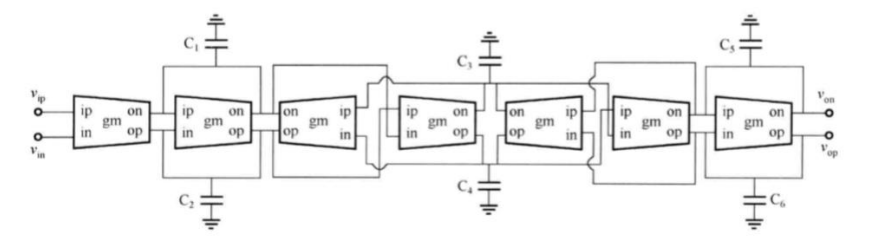 C1
C3
C5
vip
ip on
gm
in op
ip on
gm
in op
on ip
gm
op in
ip on
gm
in op
on ip
gm
op in
ip on
gm
in op
ip on
gm
in op
von
vin
vop
C2
C4
C6